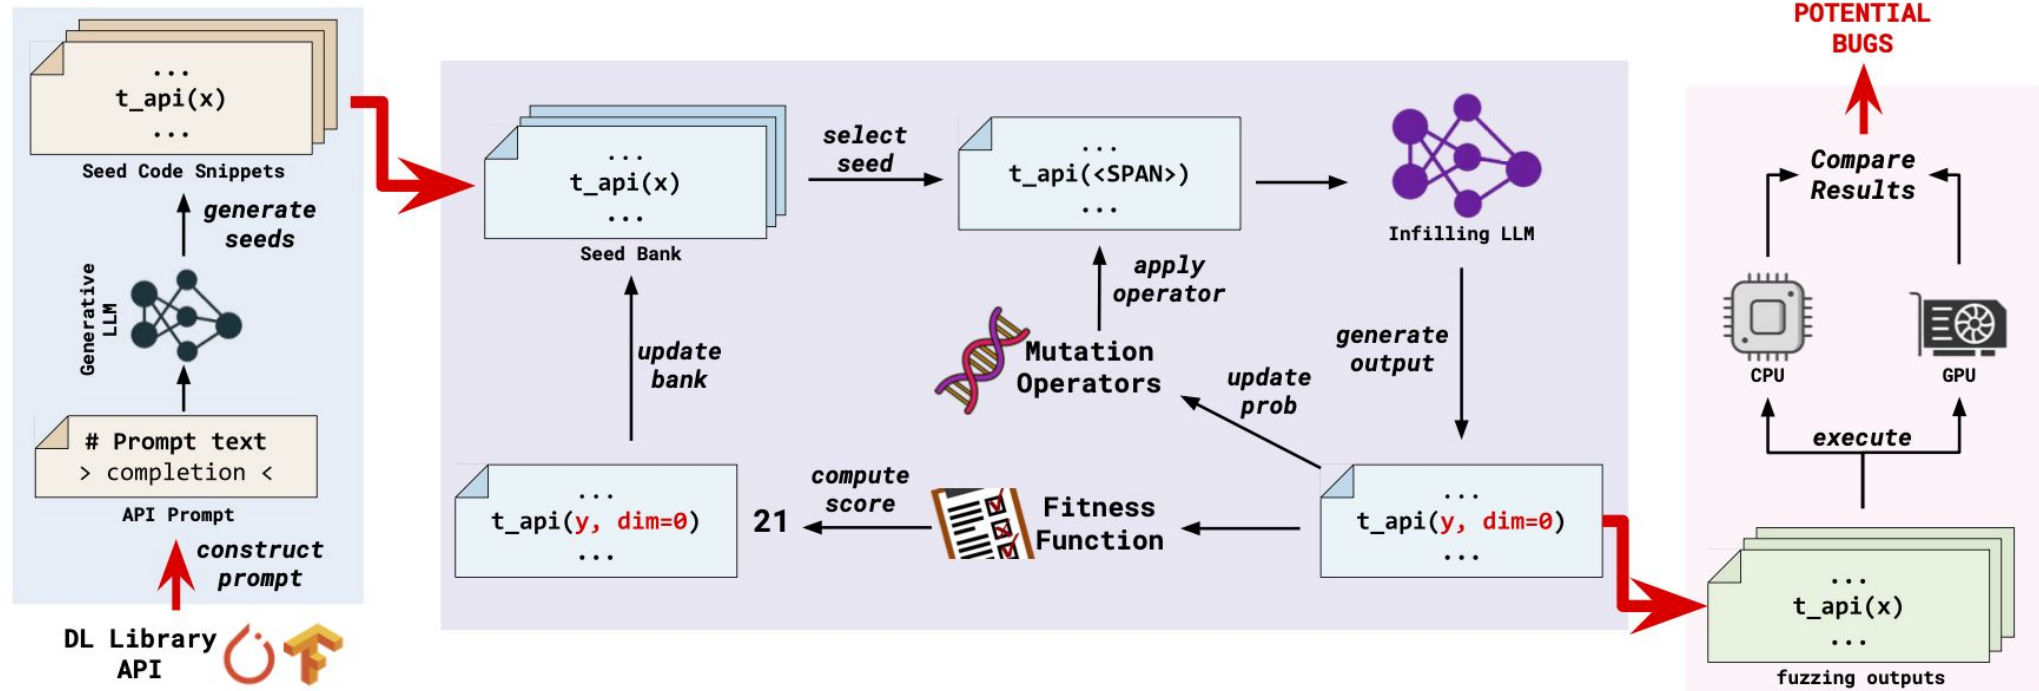 ...
t_api(x)
...
Seed Code Snippets
generate
seeds
Generative
LLM
# Prompt text
> completion <
API Prompt
construct
prompt
DL Library
API
...
t_api(x)
...
Seed Bank
select
seed
...
t_api(<SPAN>)
...
Infilling LLM
apply
operator
Mutation
Operators
generate
output
update
prob
update
bank
...
t_api(y, dim=0)
...
21
compute
score
Fitness
Function
...
t_api(y, dim=0)
...
POTENTIAL
BUGS
Compare
Results
CPU
GPU
execute
...
t_api(x)
...
fuzzing outputs